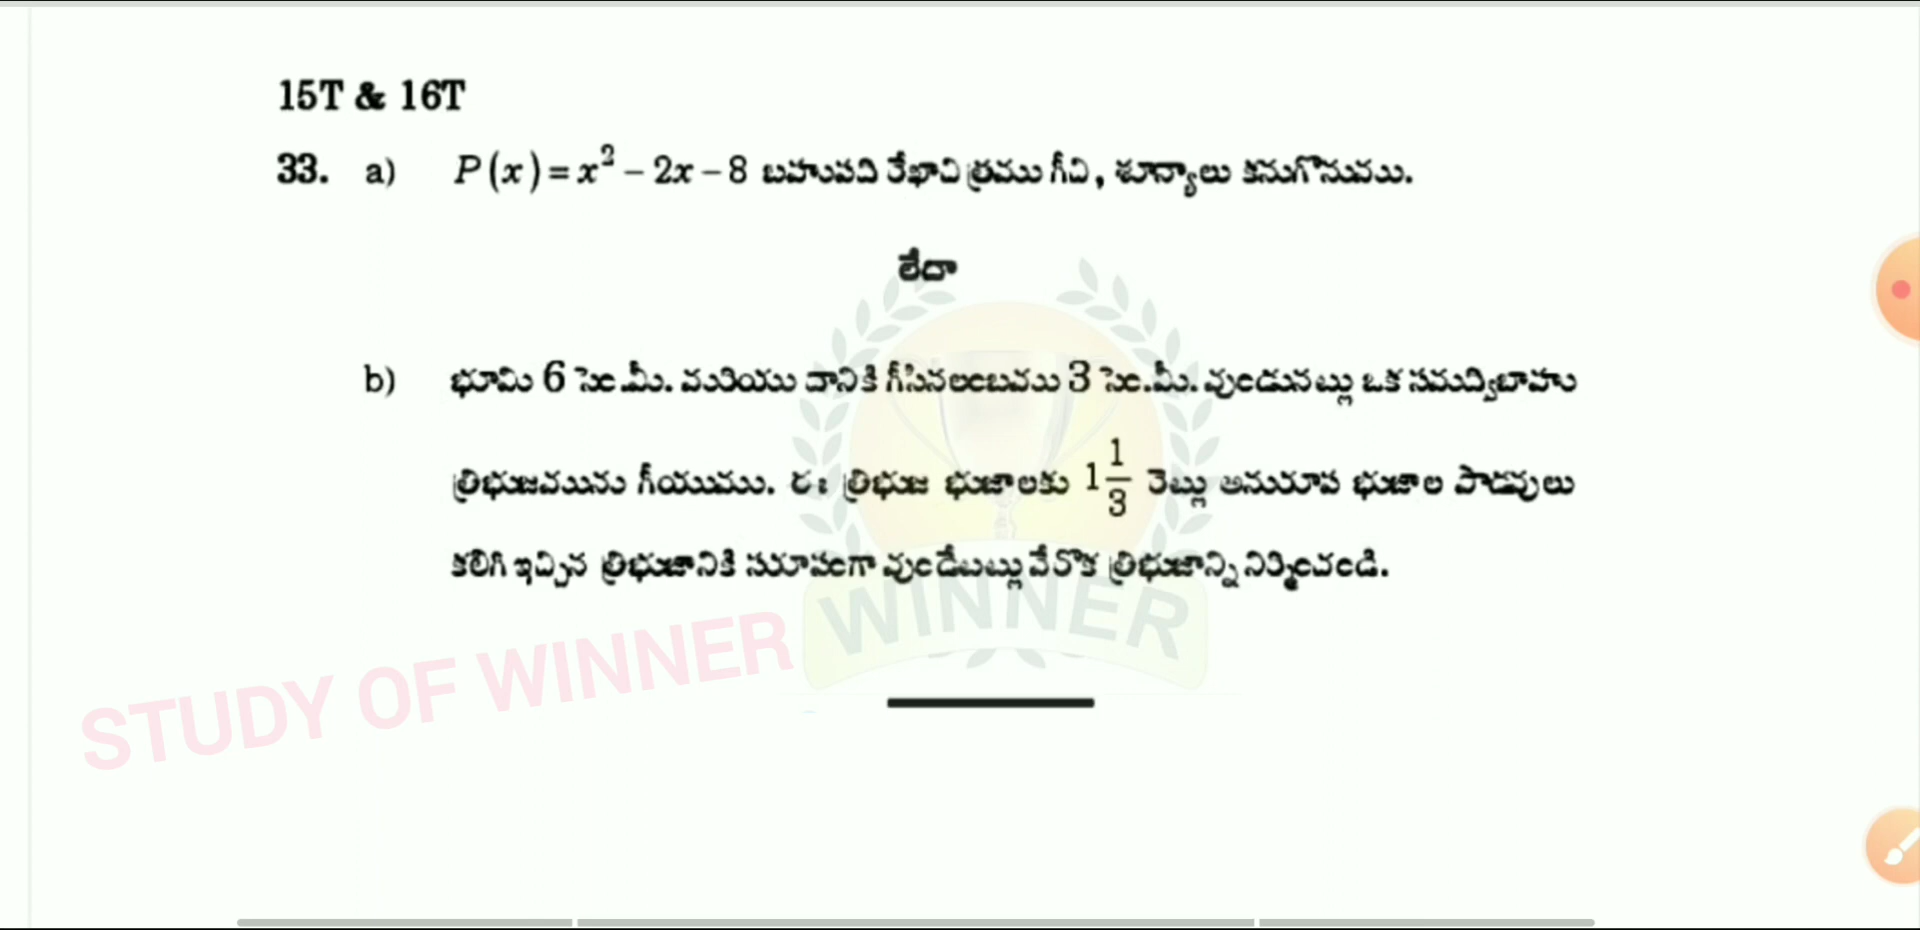 15T & 16T
33. a) P(x) = x² – 2x – 8 బహుపది రేఖాచిత్రము గీచి, శూన్యాలు కనుగొనుము.
లేదా
b) భూమి 6 సెం.మీ. మరియు దానికి గీసిన లంబము 3 సెం.మీ. వుండునట్లు ఒక సమద్విబాహు
త్రిభుజమును గీయుము. ఈ త్రిభుజ భుజాలకు 1 1/3 రెట్లు అనురూప భుజాల పొడవులు
కలిగి ఇచ్చిన త్రిభుజానికి సరూపంగా వుండేటట్లు వేరొక త్రిభుజాన్ని నిర్మించండి.
STUDY OF WINNER
WINNER